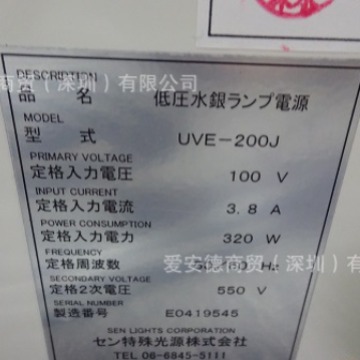 商贸（深圳）有限公司
DESCRIPTION
品 名 低圧水銀ランプ電源
MODEL
型 式 UVE-200J
PRIMARY VOLTAGE
定格入力電圧 100 V
INPUT CURRENT
定格入力電流 3.8 A
POWER CONSUMPTION
定格入力電力 320 W
FREQUENCY
定格周波数 Hz
爱安德商贸（深圳）有
SECONDARY VOLTAGE
定格2次電圧 550 V
SERIAL NUMBER
製造番号 E0419545
SEN LIGHTS CORPORATION
セン特殊光源株式会社
TEL 06-6845-5111